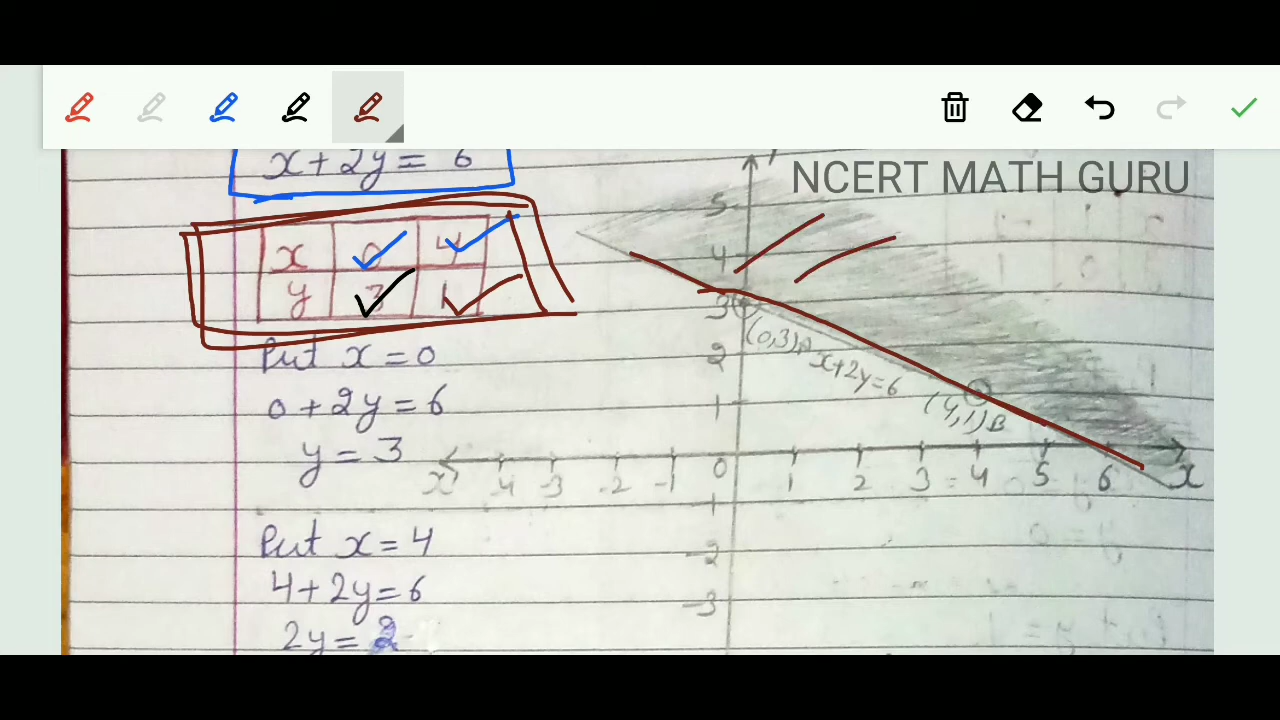 x+2y= 6
NCERT MATH GURU
x 0 4
y 3 1
Put x=0
0+2y=6
y = 3
Put x=4
4+2y=6
2y= 2
5
4
3
2
1
(0,3)A
x+2y=6
(4,1)B
x' -4 -3 -2 -1 0 1 2 3 4 5 6 x
-1
-2
-3